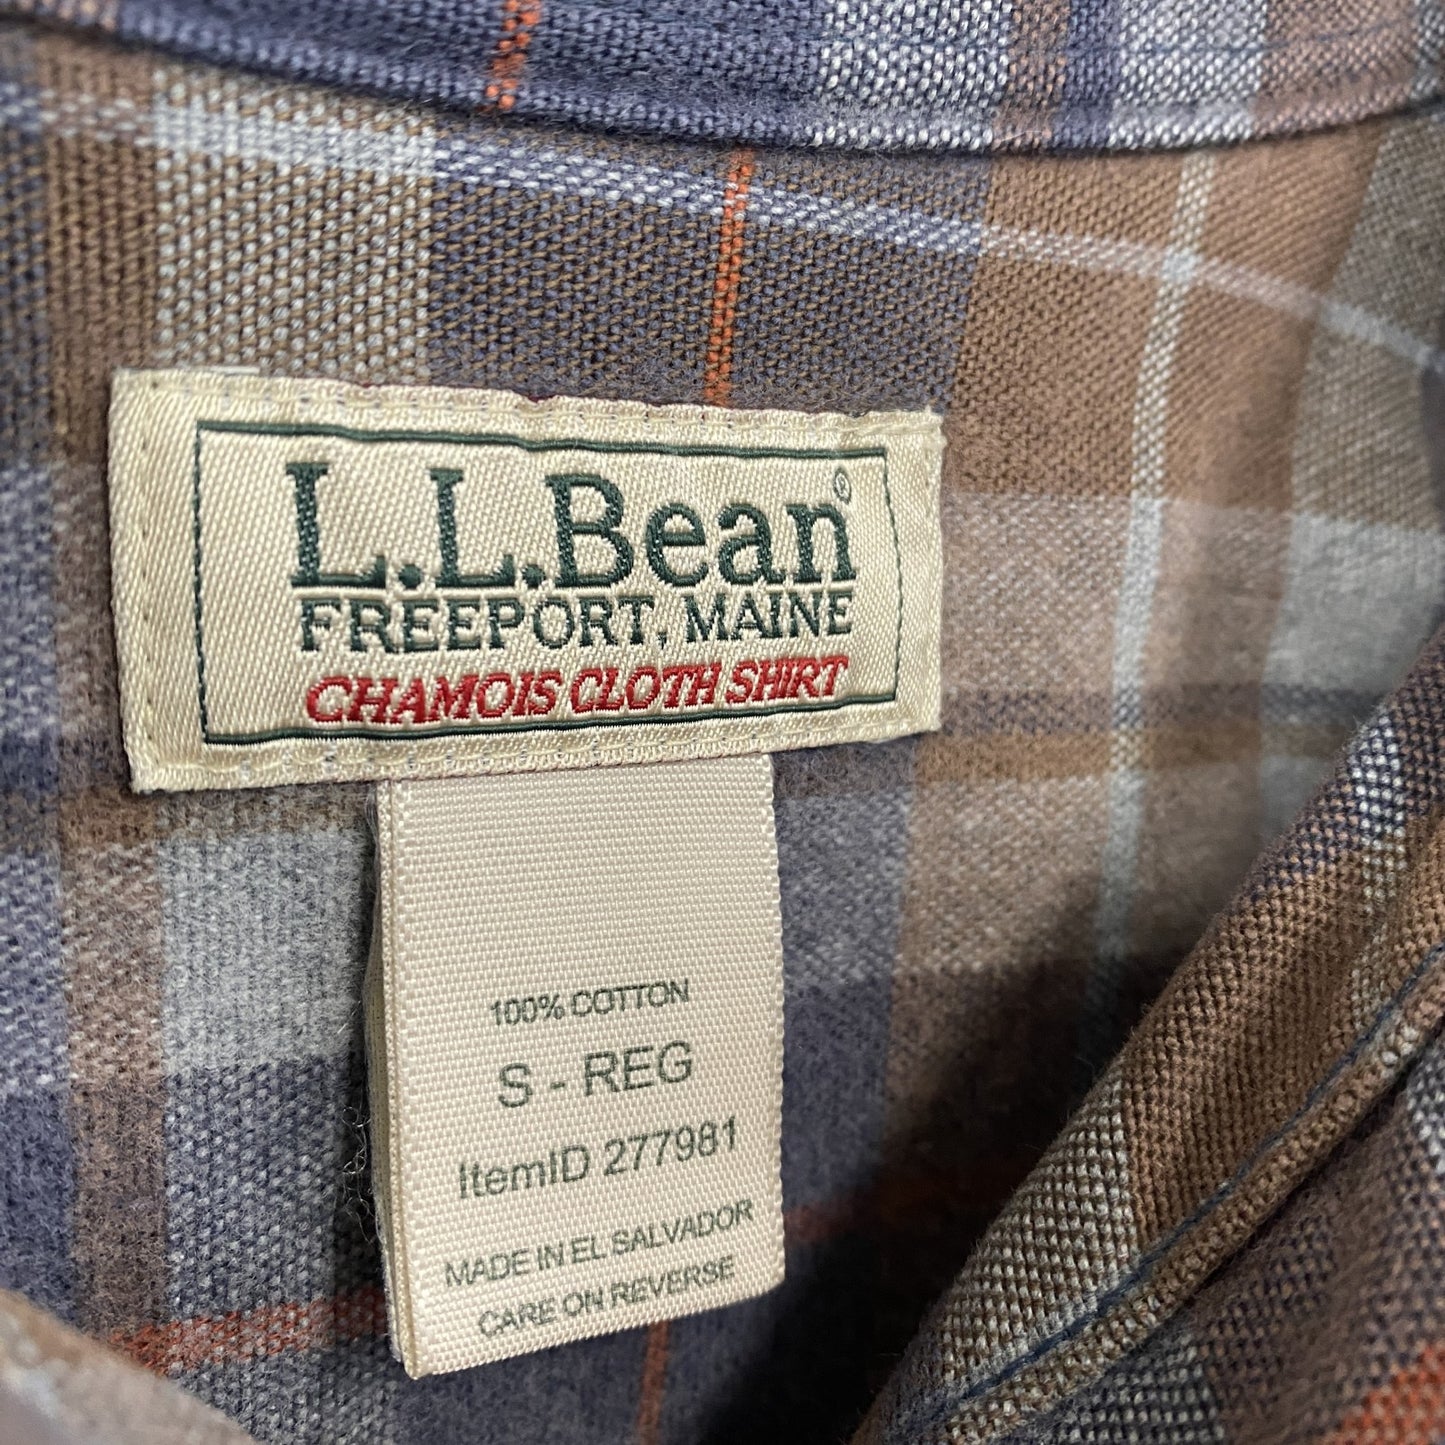 L.L.Bean®
FREEPORT, MAINE
CHAMOIS CLOTH SHIRT
100% COTTON
S - REG
ItemID 277981
MADE IN EL SALVADOR
CARE ON REVERSE